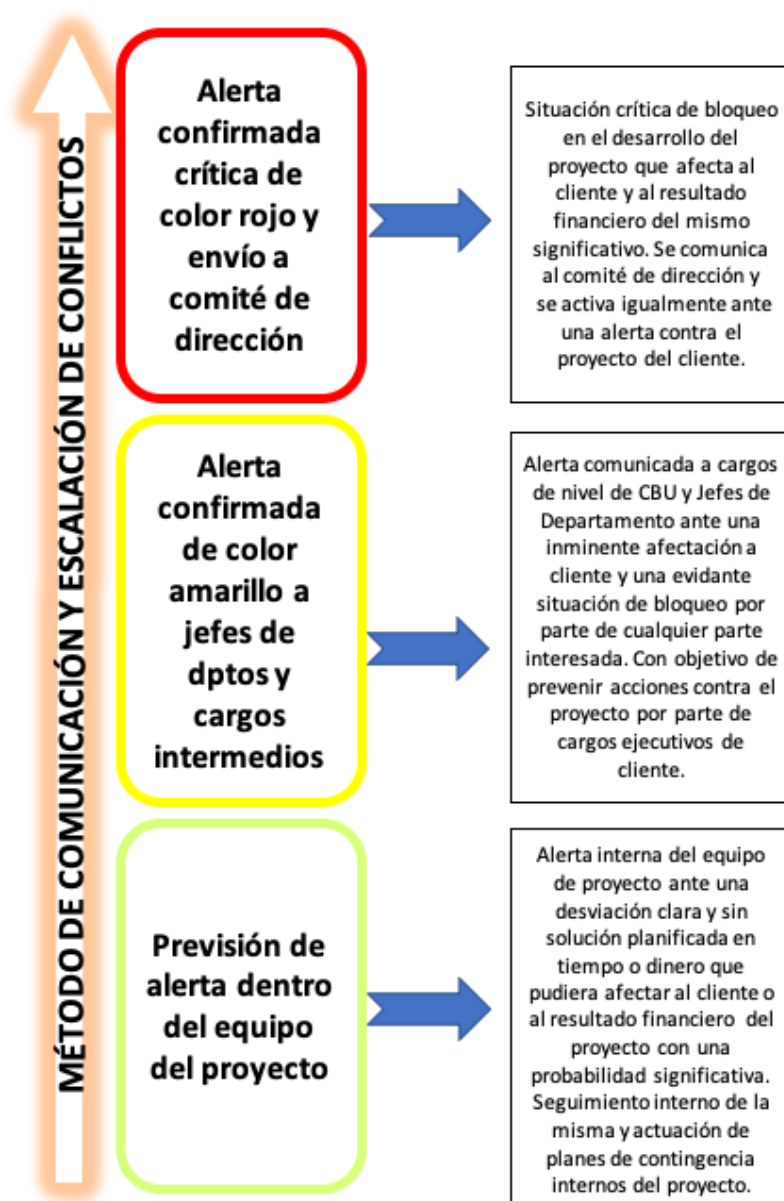 MÉTODO DE COMUNICACIÓN Y ESCALACIÓN DE CONFLICTOS
Alerta
confirmada
crítica de
color rojo y
envío a
comité de
dirección
Situación crítica de bloqueo
en el desarrollo del
proyecto que afecta al
cliente y al resultado
financiero del mismo
significativo. Se comunica
al comité de dirección y
se activa igualmente ante
una alerta contra el
proyecto del cliente.
Alerta
confirmada
de color
amarillo a
jefes de
dptos y
cargos
intermedios
Alerta comunicada a cargos
de nivel de CBU y Jefes de
Departamento ante una
inminente afectación a
cliente y una evidante
situación de bloqueo por
parte de cualquier parte
interesada. Con objetivo de
prevenir acciones contra el
proyecto por parte de
cargos ejecutivos de
cliente.
Previsión de
alerta dentro
del equipo
del proyecto
Alerta interna del equipo
de proyecto ante una
desviación clara y sin
solución planificada en
tiempo o dinero que
pudiera afectar al cliente o
al resultado financiero del
proyecto con una
probabilidad significativa.
Seguimiento interno de la
misma y actuación de
planes de contingencia
internos del proyecto.